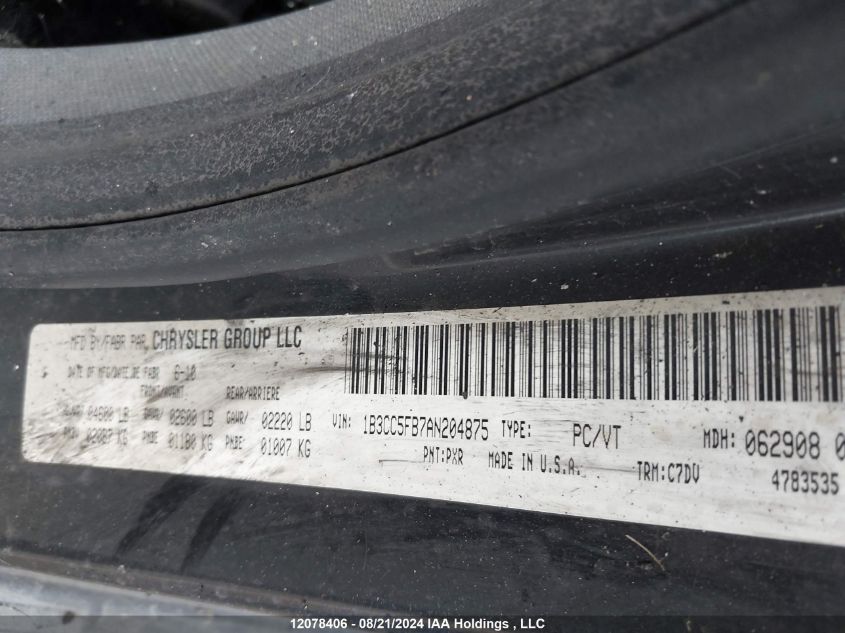 MFD BY/FABR PAR CHRYSLER GROUP LLC
DATE OF MFG/DATE DE FABR 6-10
FRONT/AVANT REAR/ARRIERE
GVWR 04600 LB GAWR/ 02600 LB GAWR/ 02220 LB
02087 KG PNBE 01180 KG PNBE 01007 KG
VIN: 1B3CC5FB7AN204875 TYPE: PC/VT MDH: 062908 0
PNT:PXR MADE IN U.S.A. TRM:C7DV 4783535
12078406 - 08/21/2024 IAA Holdings , LLC